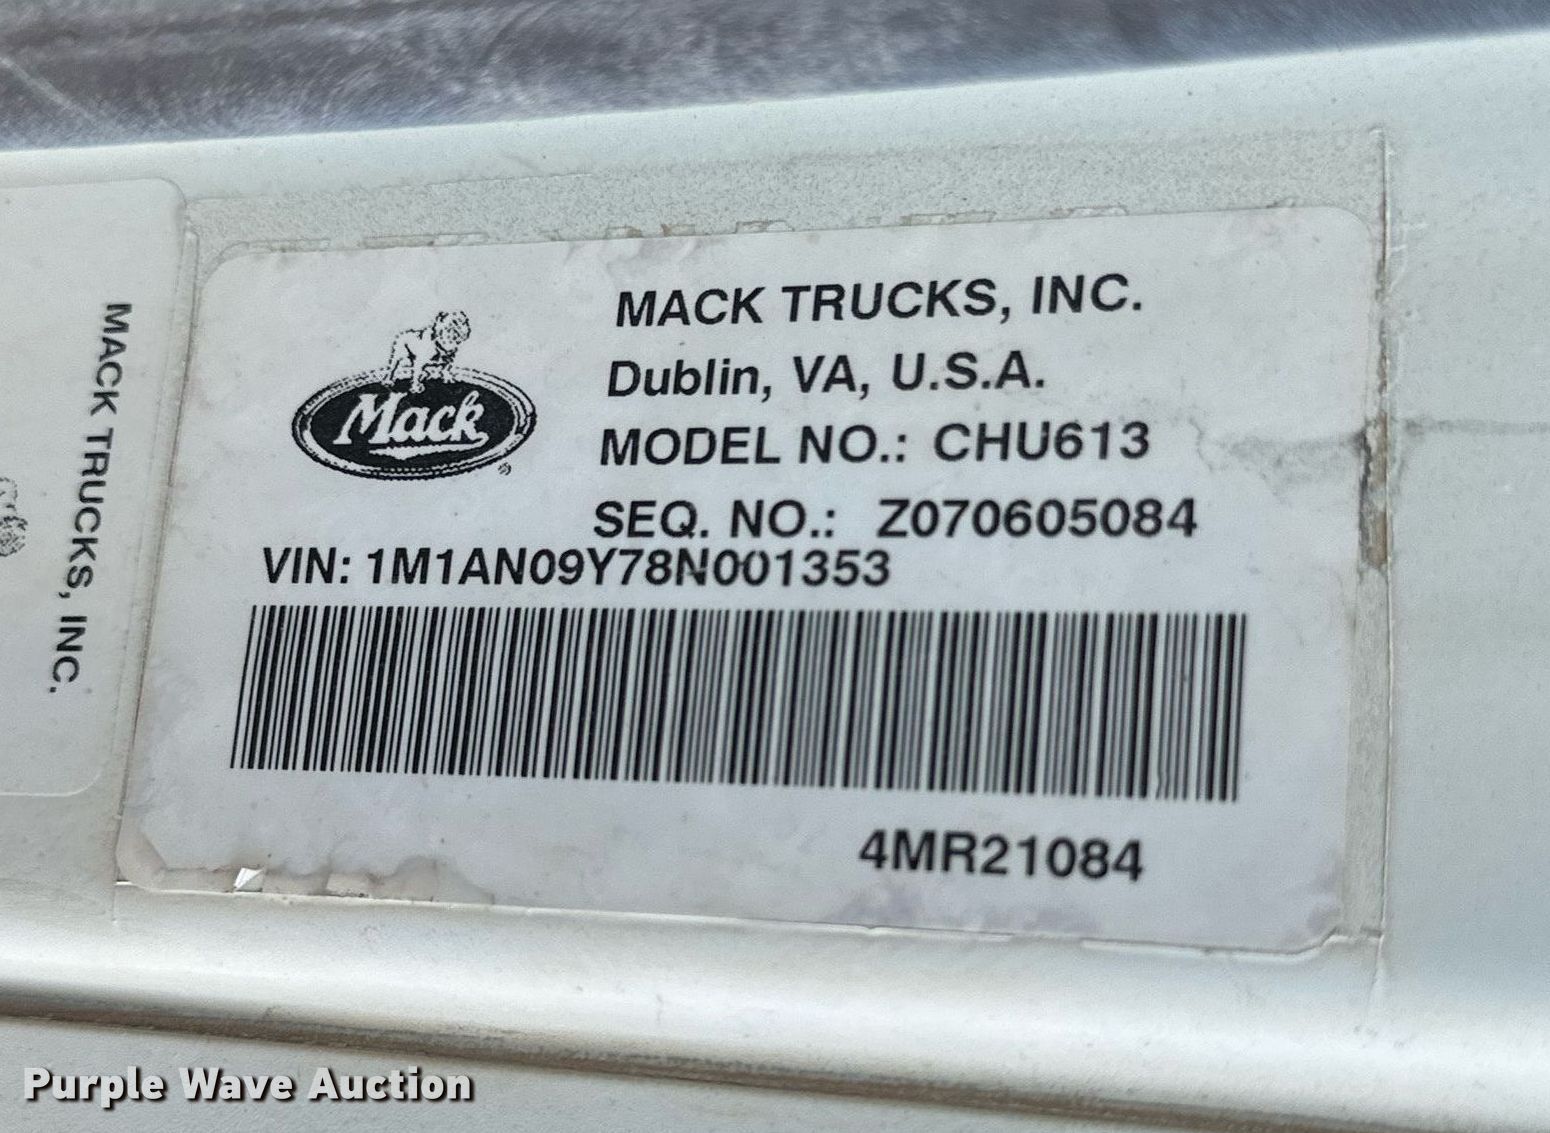 MACK TRUCKS, INC.
Mack
®
MACK TRUCKS, INC.
Dublin, VA, U.S.A.
MODEL NO.: CHU613
SEQ. NO.: Z070605084
VIN: 1M1AN09Y78N001353
4MR21084
Purple Wave Auction